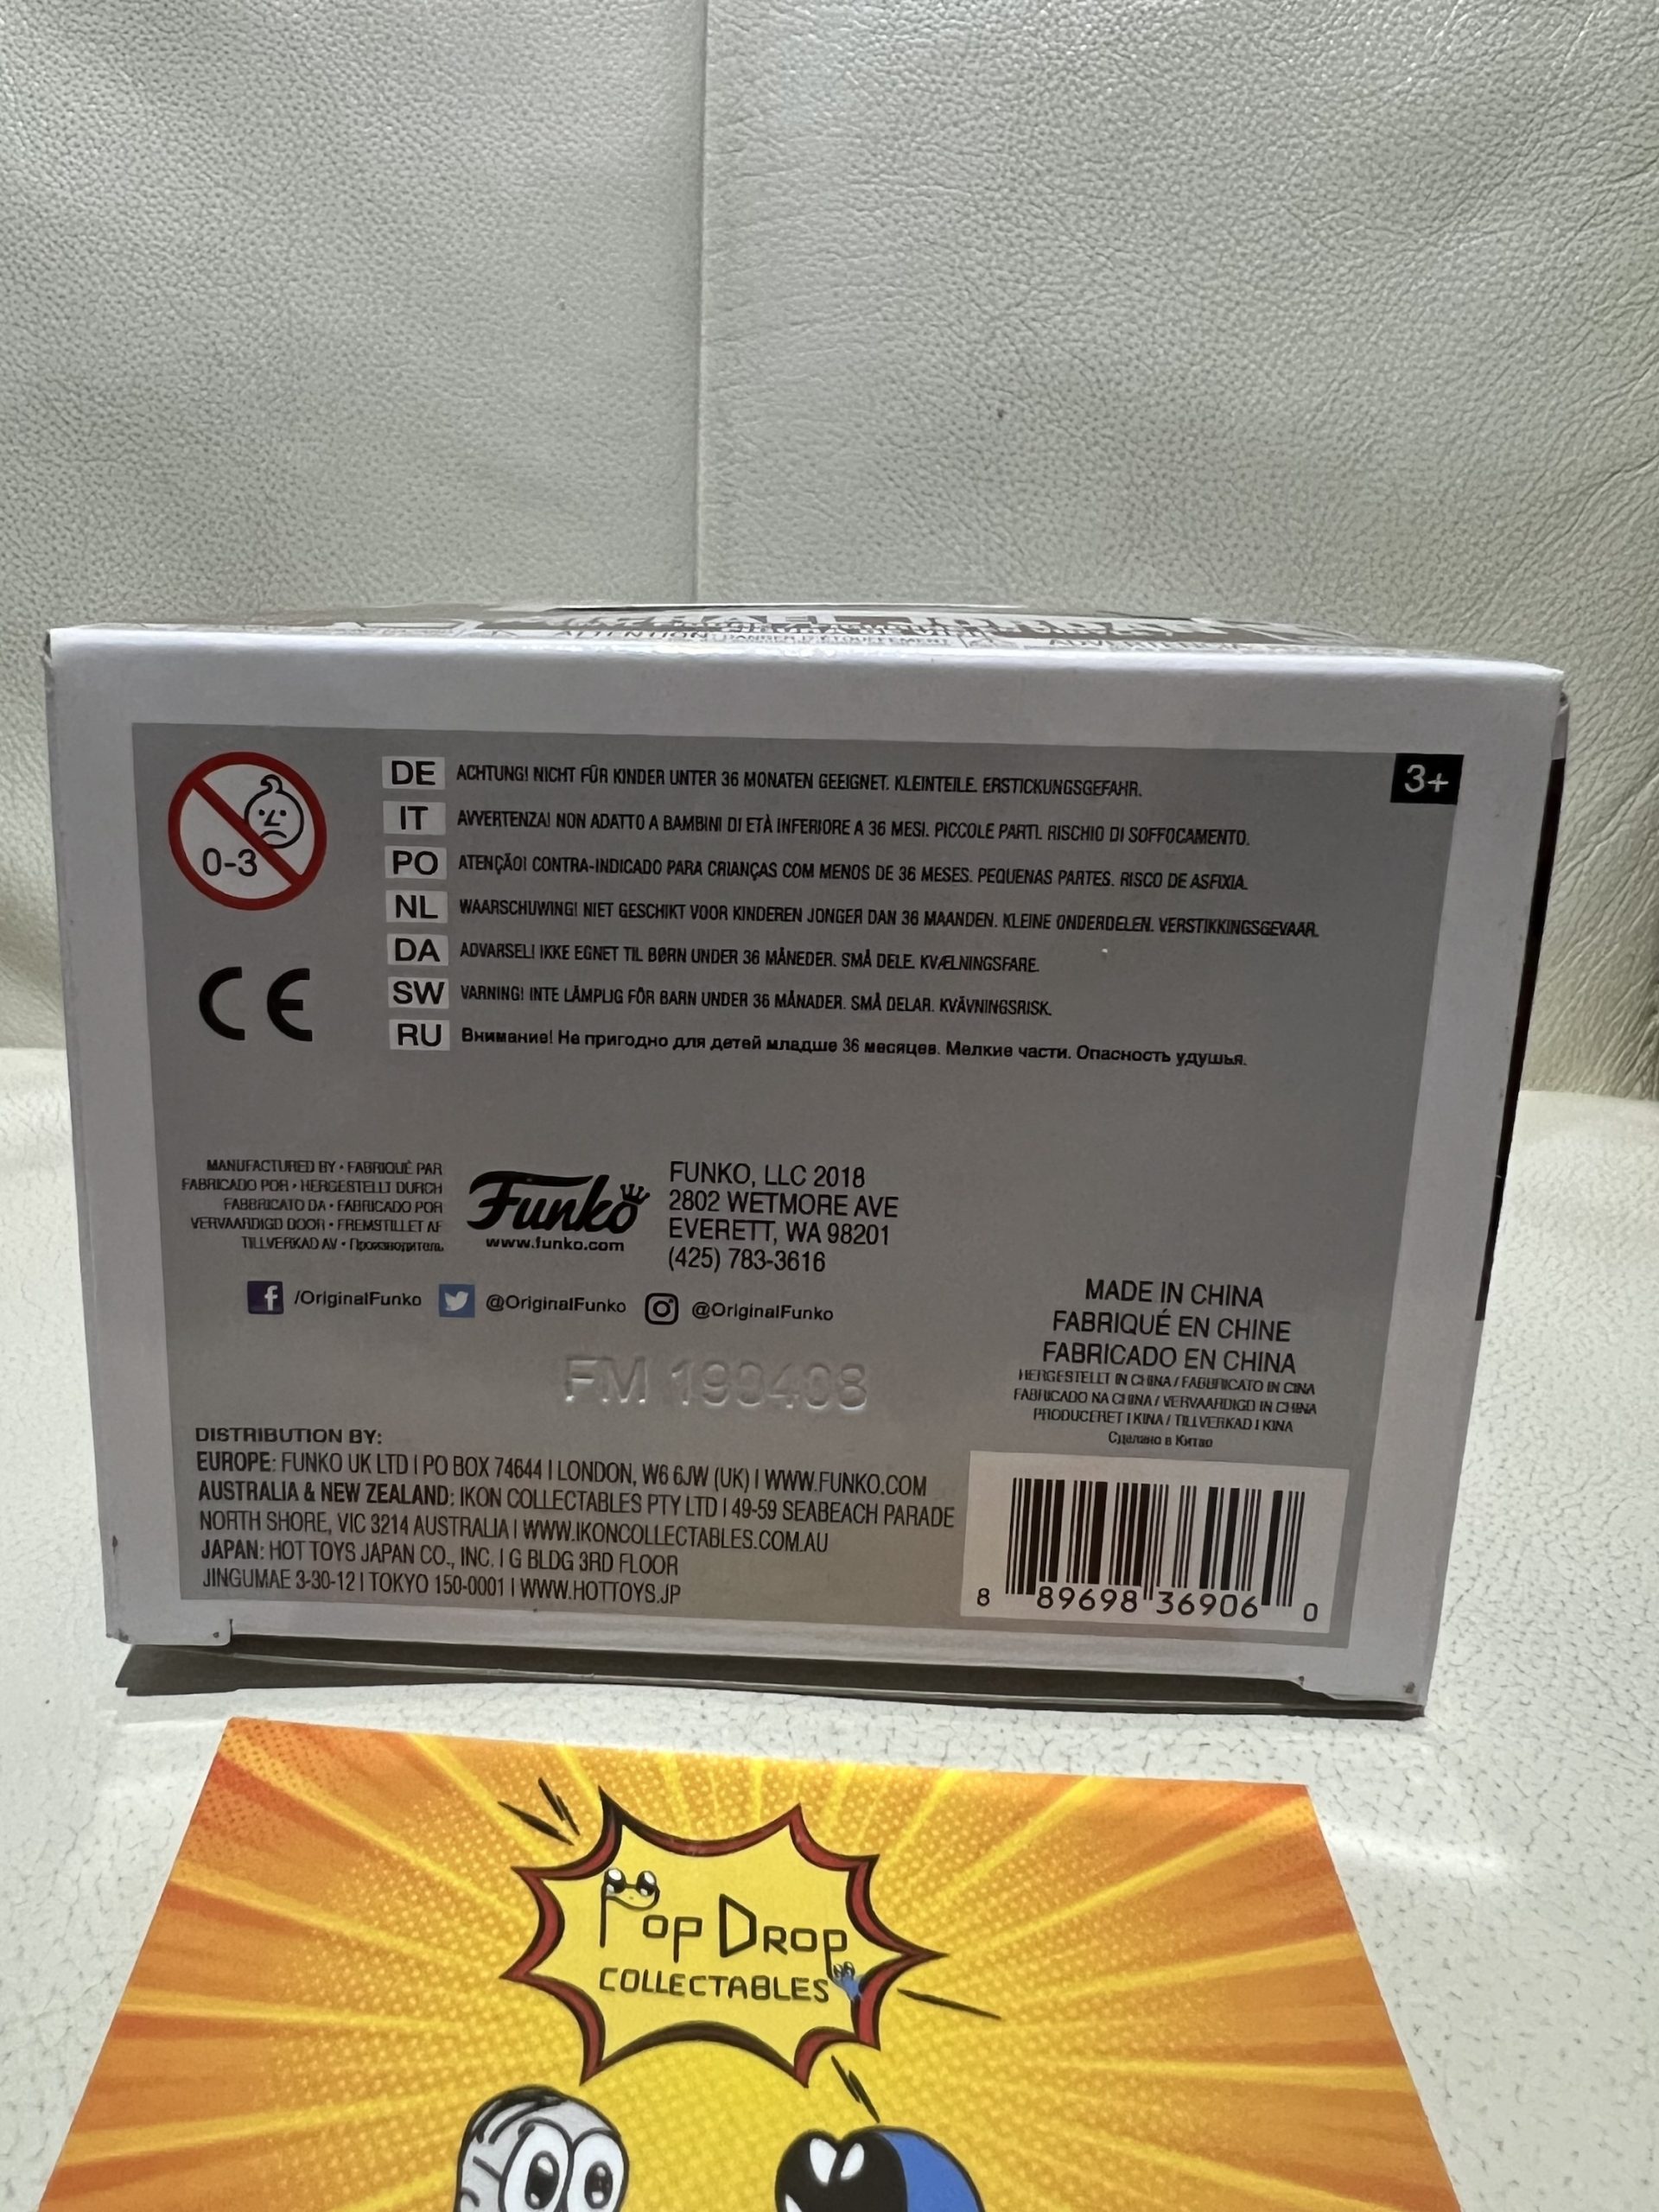 ATTENTION
3+
0-3
CE
DE ACHTUNG! NICHT FÜR KINDER UNTER 36 MONATEN GEEIGNET. KLEINTEILE. ERSTICKUNGSGEFAHR.
IT AVVERTENZA! NON ADATTO A BAMBINI DI ETÀ INFERIORE A 36 MESI. PICCOLE PARTI. RISCHIO DI SOFFOCAMENTO.
PO ATENÇÃO! CONTRA-INDICADO PARA CRIANÇAS COM MENOS DE 36 MESES. PEQUENAS PARTES. RISCO DE ASFIXIA.
NL WAARSCHUWING! NIET GESCHIKT VOOR KINDEREN JONGER DAN 36 MAANDEN. KLEINE ONDERDELEN. VERSTIKKINGSGEVAAR.
DA ADVARSEL! IKKE EGNET TIL BØRN UNDER 36 MÅNEDER. SMÅ DELE. KVÆLNINGSFARE.
SW VARNING! INTE LÄMPLIG FÖR BARN UNDER 36 MÅNADER. SMÅ DELAR. KVÄVNINGSRISK.
RU Внимание! Не пригодно для детей младше 36 месяцев. Мелкие части. Опасность удушья.
MANUFACTURED BY • FABRIQUÉ PAR
FABRICADO POR • HERGESTELLT DURCH
FABBRICATO DA • FABRICADO POR
VERVAARDIGD DOOR • FREMSTILLET AF
TILLVERKAD AV • Производитель
Funko
www.funko.com
FUNKO, LLC 2018
2802 WETMORE AVE
EVERETT, WA 98201
(425) 783-3616
/OriginalFunko @OriginalFunko @OriginalFunko
FM 190408
MADE IN CHINA
FABRIQUÉ EN CHINE
FABRICADO EN CHINA
HERGESTELLT IN CHINA / FABBRICATO IN CINA
FABRICADO NA CHINA / VERVAARDIGD IN CHINA
PRODUCERET I KINA / TILLVERKAD I KINA
Сделано в Китае
DISTRIBUTION BY:
EUROPE: FUNKO UK LTD | PO BOX 74644 | LONDON, W6 6JW (UK) | WWW.FUNKO.COM
AUSTRALIA & NEW ZEALAND: IKON COLLECTABLES PTY LTD | 49-59 SEABEACH PARADE
NORTH SHORE, VIC 3214 AUSTRALIA | WWW.IKONCOLLECTABLES.COM.AU
JAPAN: HOT TOYS JAPAN CO., INC. | G BLDG 3RD FLOOR
JINGUMAE 3-30-12 | TOKYO 150-0001 | WWW.HOTTOYS.JP
8 89698 36906 0
POP DROP
COLLECTABLES